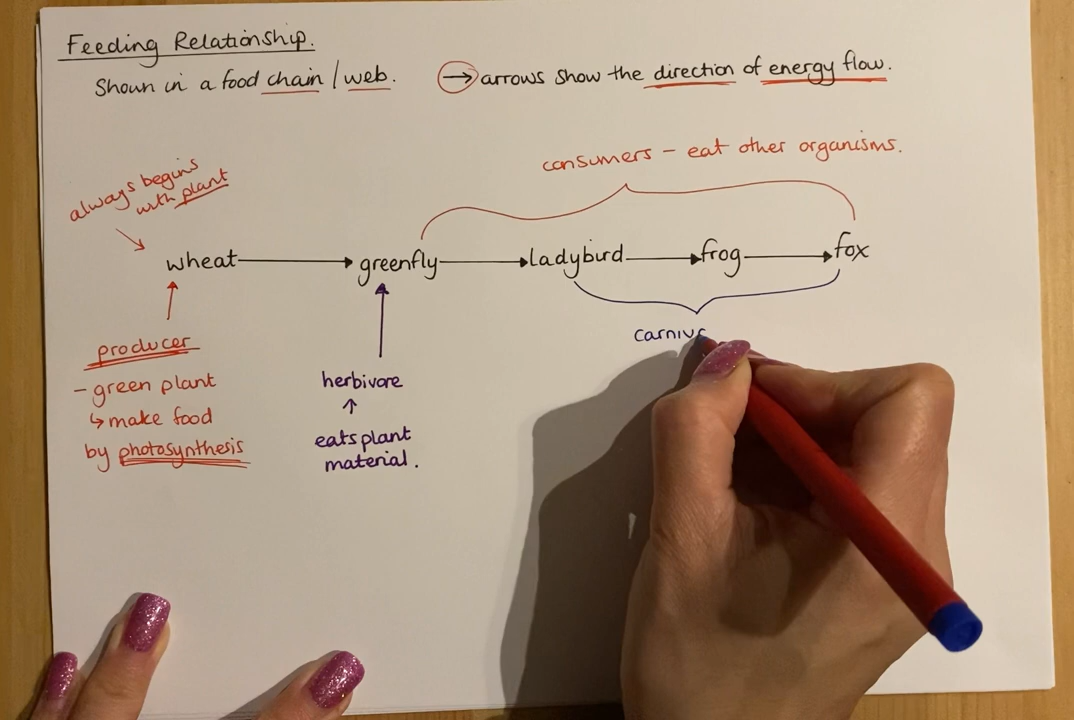 Feeding Relationship.
Shown in a food chain / web. → arrows show the direction of energy flow.
consumers – eat other organisms.
always begins
with plant
wheat → greenfly → ladybird → frog → fox
carniv
producer
– green plant
↳ make food
by photosynthesis
herbivore
↑
eats plant
material.